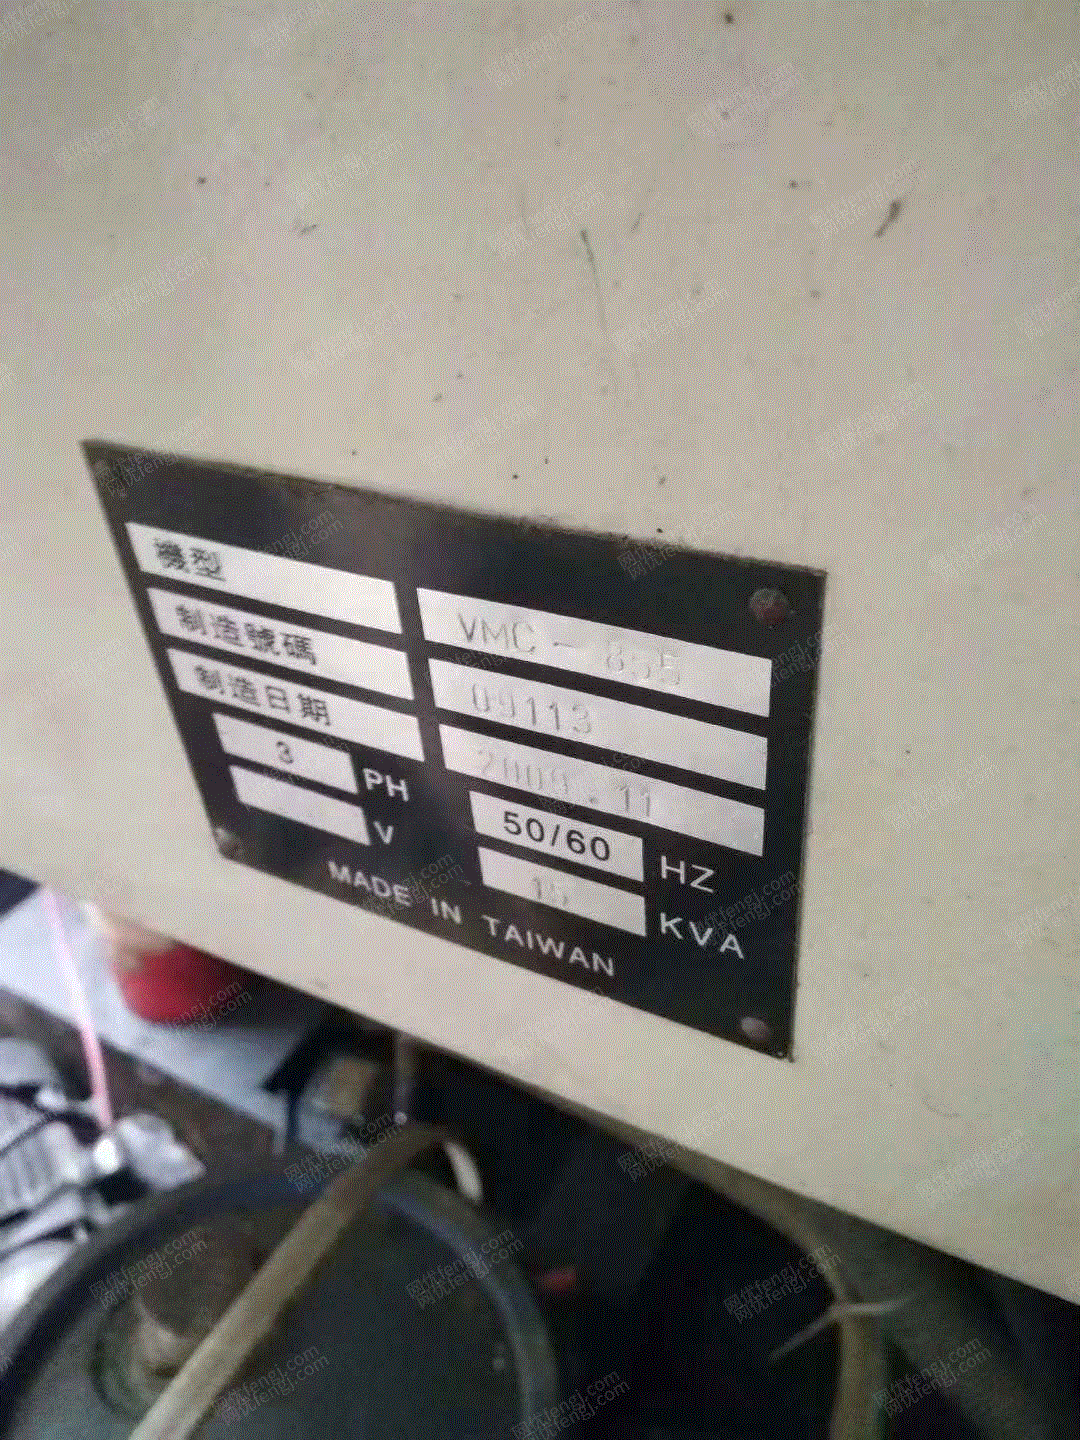 機型 VMC-855
制造號碼 09113
制造日期 2009.11
3 PH 50/60 HZ
V 15 KVA
MADE IN TAIWAN